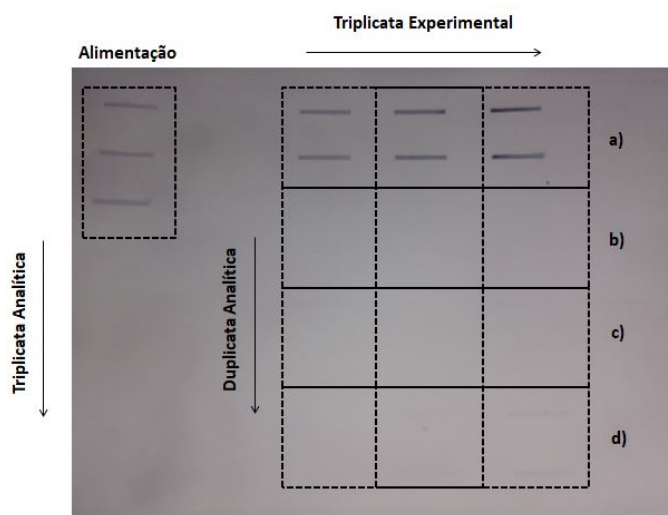 Triplicata Experimental
Alimentação
a)
b)
c)
d)
Triplicata Analítica
Duplicata Analítica